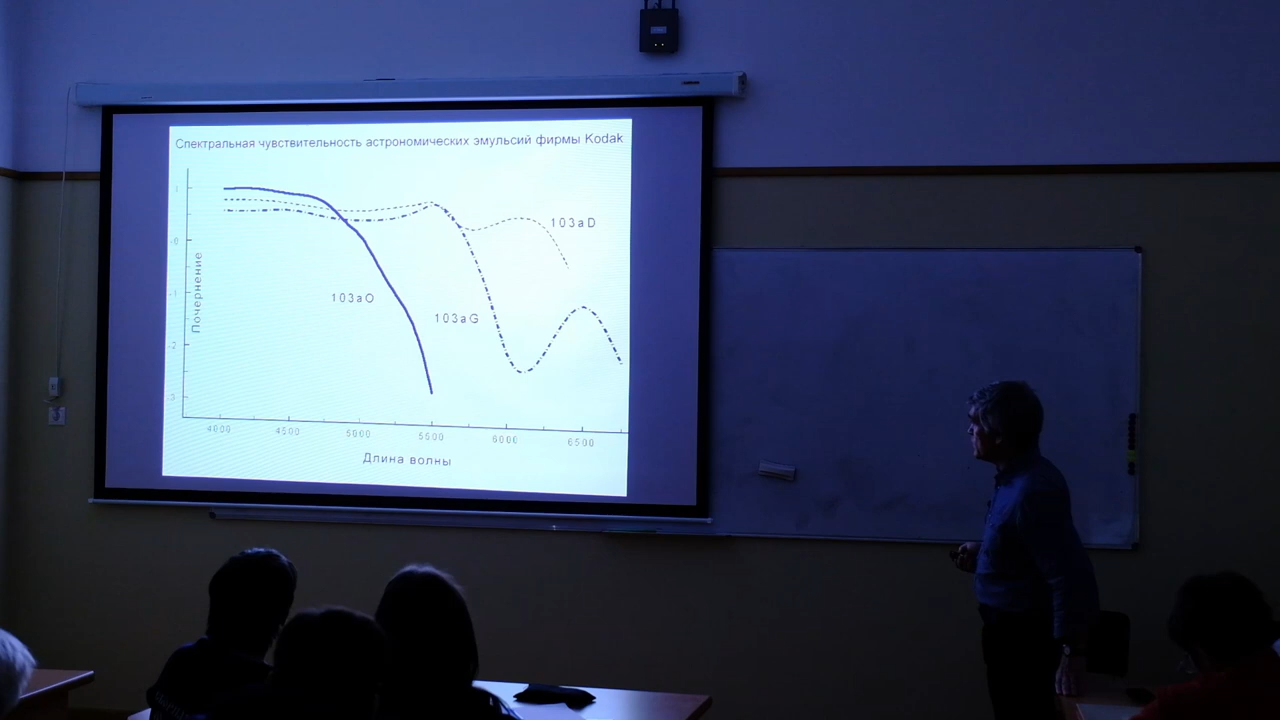 Спектральная чувствительность астрономических эмульсий фирмы Kodak
1
-0
-1
-2
-3
Почернение
103aO
103aG
103aD
4000 4500 5000 5500 6000 6500
Длина волны